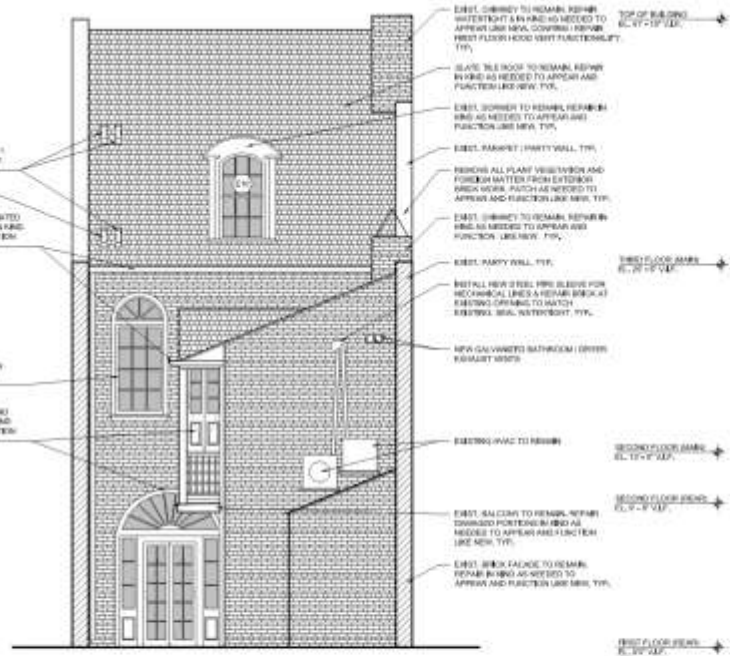 EXIST. CHIMNEY TO REMAIN. REPAIR
WATERTIGHT & IN KIND AS NEEDED TO
APPEAR LIKE NEW. CONFIRM / REPAIR
FIRST FLOOR HOOD VENT FUNCTIONALITY.
TYP.
TOP OF BUILDING
SLATE TILE ROOF TO REMAIN. REPAIR
IN KIND AS NEEDED TO APPEAR AND
FUNCTION LIKE NEW. TYP.
EXIST. DORMER TO REMAIN. REPAIR IN
KIND AS NEEDED TO APPEAR AND
FUNCTION LIKE NEW. TYP.
EXIST. PARAPET / PARTY WALL. TYP.
REMOVE ALL PLANT VEGETATION AND
FOREIGN MATTER FROM EXTERIOR
BRICK WORK. PATCH AS NEEDED TO
APPEAR AND FUNCTION LIKE NEW. TYP.
EXIST. CHIMNEY TO REMAIN. REPAIR IN
KIND AS NEEDED TO APPEAR AND
FUNCTION LIKE NEW. TYP.
EXIST. PARTY WALL. TYP.
THIRD FLOOR (MAIN)
INSTALL NEW STEEL PIPE SLEEVE FOR
MECHANICAL LINES & REPAIR BRICK AT
EXISTING OPENING TO MATCH
EXISTING. SEAL WATERTIGHT. TYP.
NEW GALVANIZED BATHROOM / DRYER
EXHAUST VENTS
EXISTING HVAC TO REMAIN
SECOND FLOOR (MAIN)
SECOND FLOOR (REAR)
EXIST. BALCONY TO REMAIN. REPAIR
DAMAGED PORTIONS IN KIND AS
NEEDED TO APPEAR AND FUNCTION
LIKE NEW. TYP.
EXIST. BRICK FACADE TO REMAIN.
REPAIR IN KIND AS NEEDED TO
APPEAR AND FUNCTION LIKE NEW. TYP.
FIRST FLOOR (REAR)